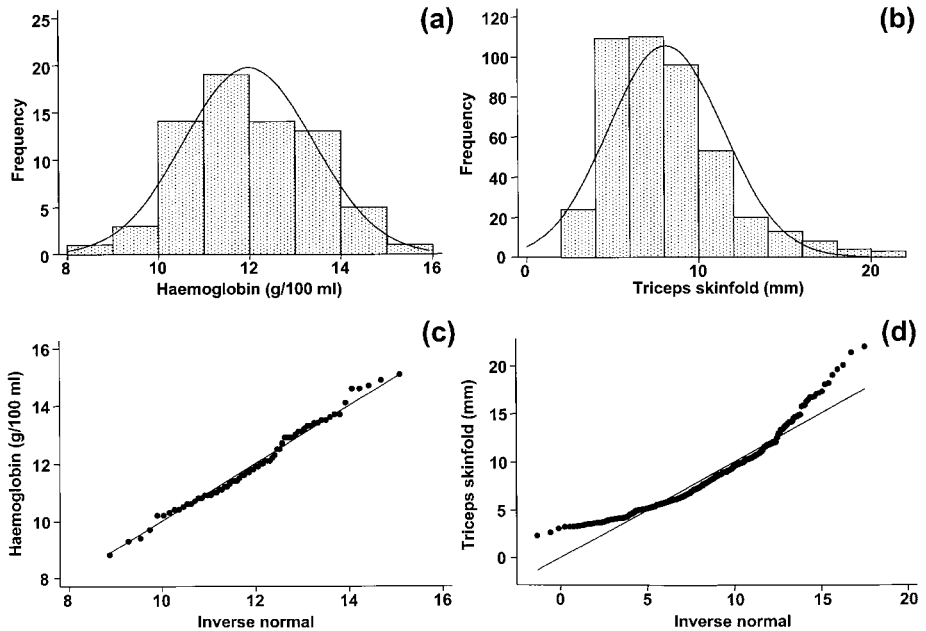 (a)
25
20
15
10
5
0
Frequency
8 10 12 14 16
Haemoglobin (g/100 ml)
(b)
120
100
80
60
40
20
0
Frequency
0 10 20
Triceps skinfold (mm)
(c)
16
14
12
10
8
Haemoglobin (g/100 ml)
8 10 12 14 16
Inverse normal
(d)
20
15
10
5
0
Triceps skinfold (mm)
0 5 10 15 20
Inverse normal